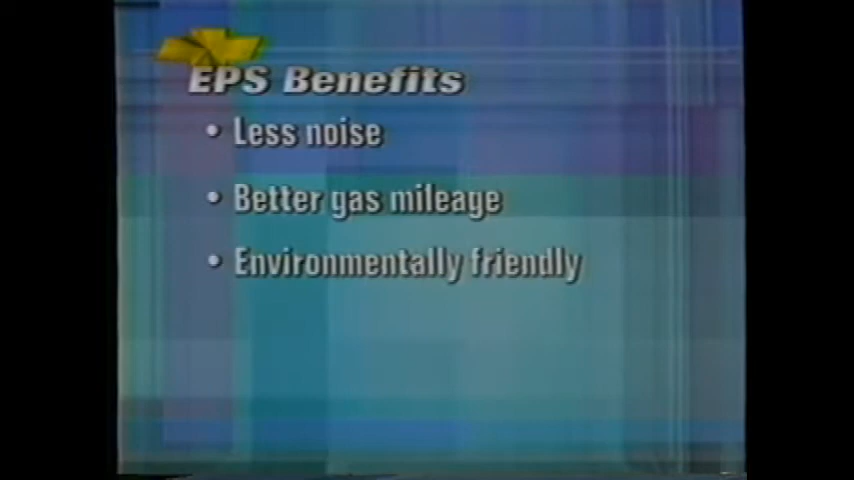 EPS Benefits
• Less noise
• Better gas mileage
• Environmentally friendly